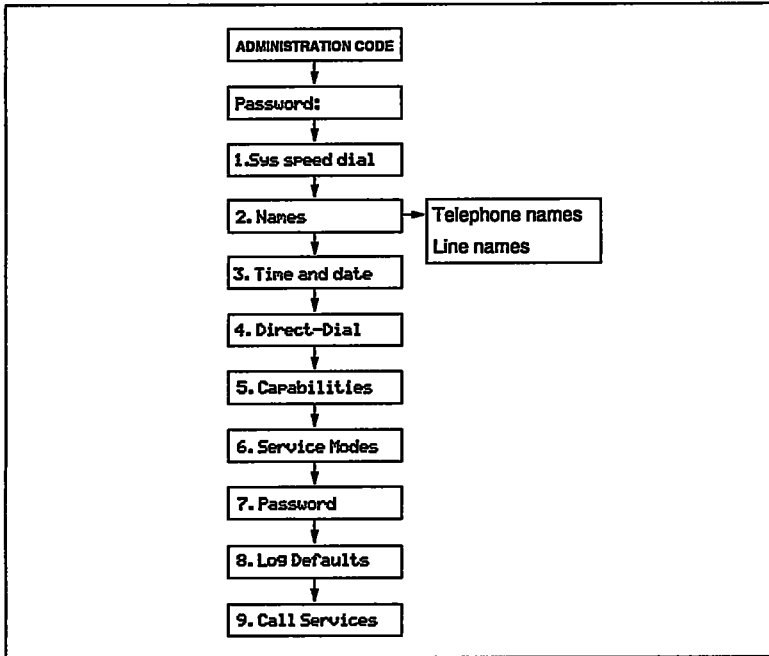 ADMINISTRATION CODE
Password:
1.Sys speed dial
2. Names
Telephone names
Line names
3. Time and date
4. Direct-Dial
5. Capabilities
6. Service Modes
7. Password
8. Log Defaults
9. Call Services